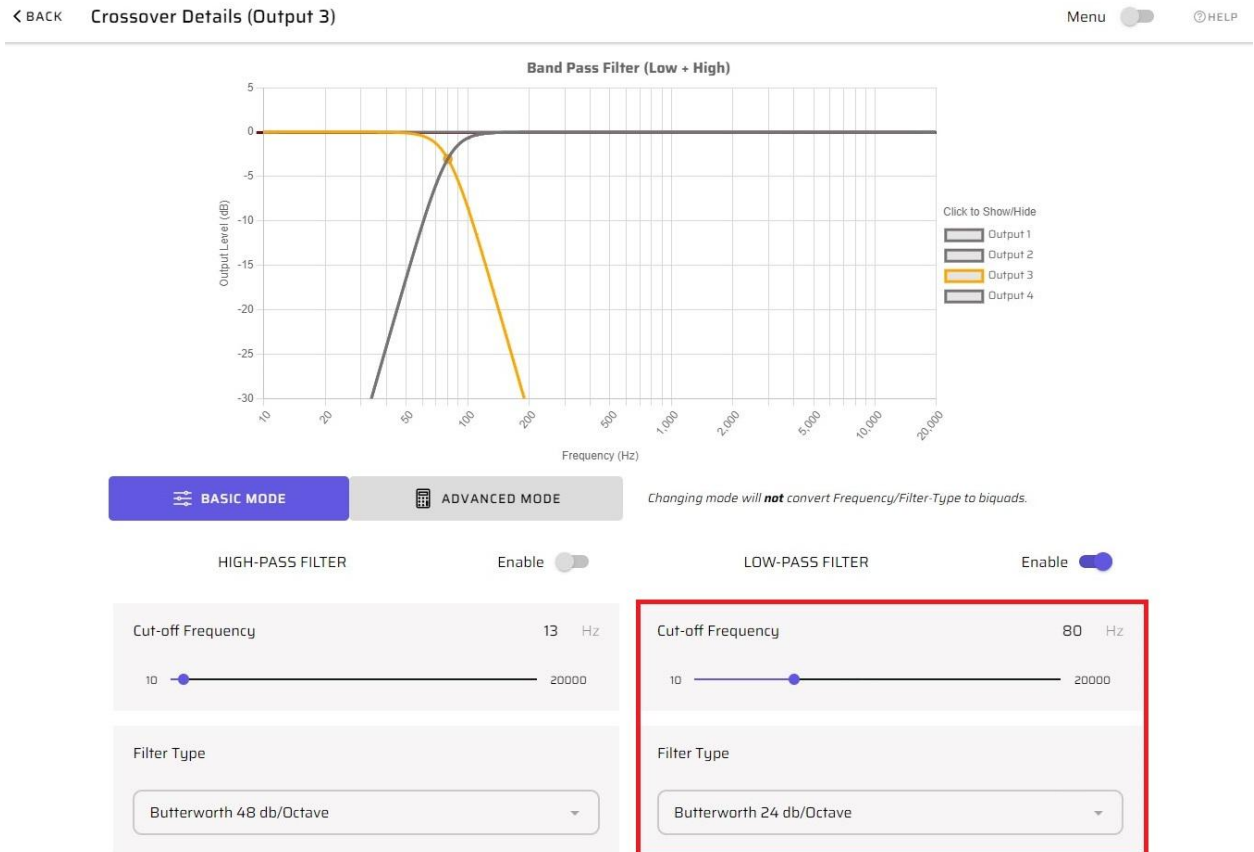 BACK Crossover Details (Output 3) Menu HELP
Band Pass Filter (Low + High)
5
0
-5
-10
-15
-20
-25
-30
Output Level (dB)
10 20 50 100 200 500 1,000 2,000 5,000 10,000 20,000
Frequency (Hz)
Click to Show/Hide
Output 1
Output 2
Output 3
Output 4
BASIC MODE ADVANCED MODE Changing mode will not convert Frequency/Filter-Type to biquads.
HIGH-PASS FILTER Enable LOW-PASS FILTER Enable
Cut-off Frequency 13 Hz Cut-off Frequency 80 Hz
10 20000 10 20000
Filter Type Filter Type
Butterworth 48 db/Octave Butterworth 24 db/Octave